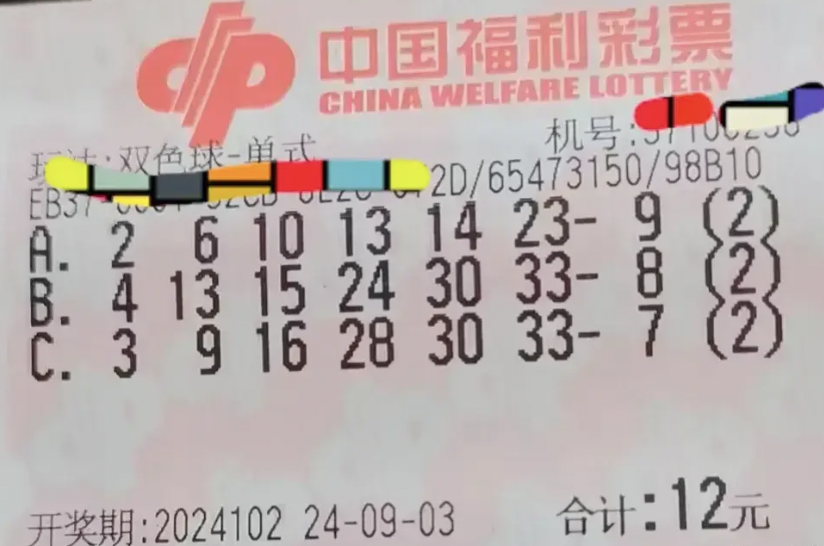 中国福利彩票
CHINA WELFARE LOTTERY
机号:
双色球-单式
2D/65473150/98B10
A. 2 6 10 13 14 23- 9 (2)
B. 4 13 15 24 30 33- 8 (2)
C. 3 9 16 28 30 33- 7 (2)
开奖期:2024102 24-09-03 合计:12元